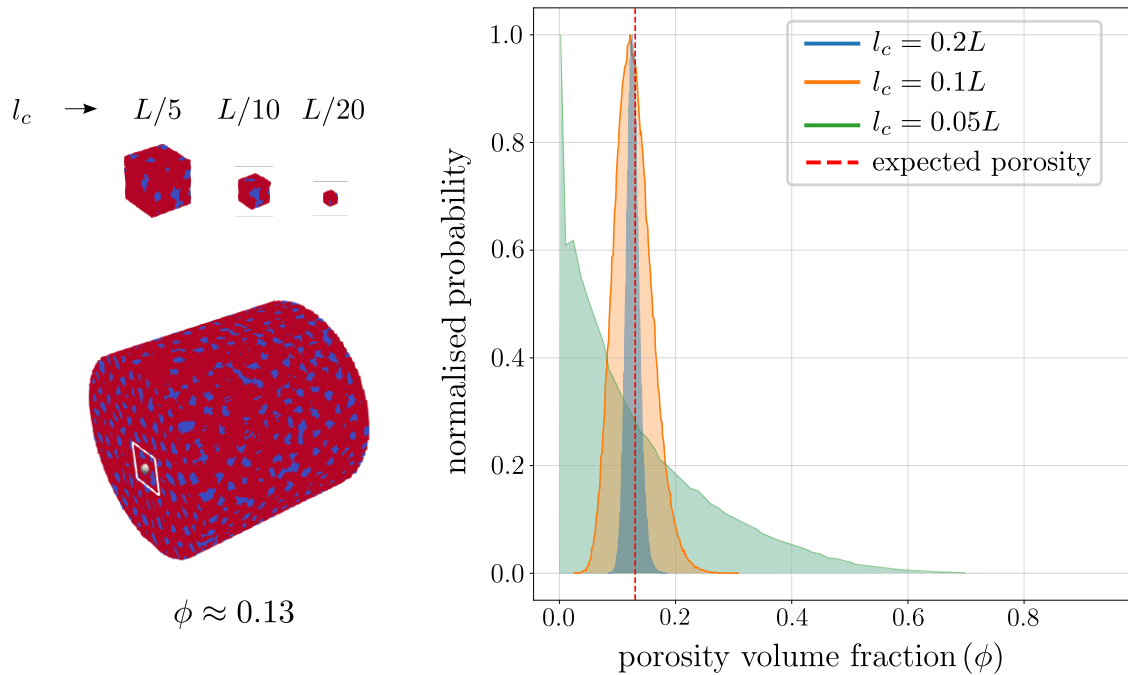 l_c → L/5 L/10 L/20
ϕ ≈ 0.13
normalised probability
1.0
0.8
0.6
0.4
0.2
0.0
l_c = 0.2L
l_c = 0.1L
l_c = 0.05L
expected porosity
0.0 0.2 0.4 0.6 0.8
porosity volume fraction (ϕ)